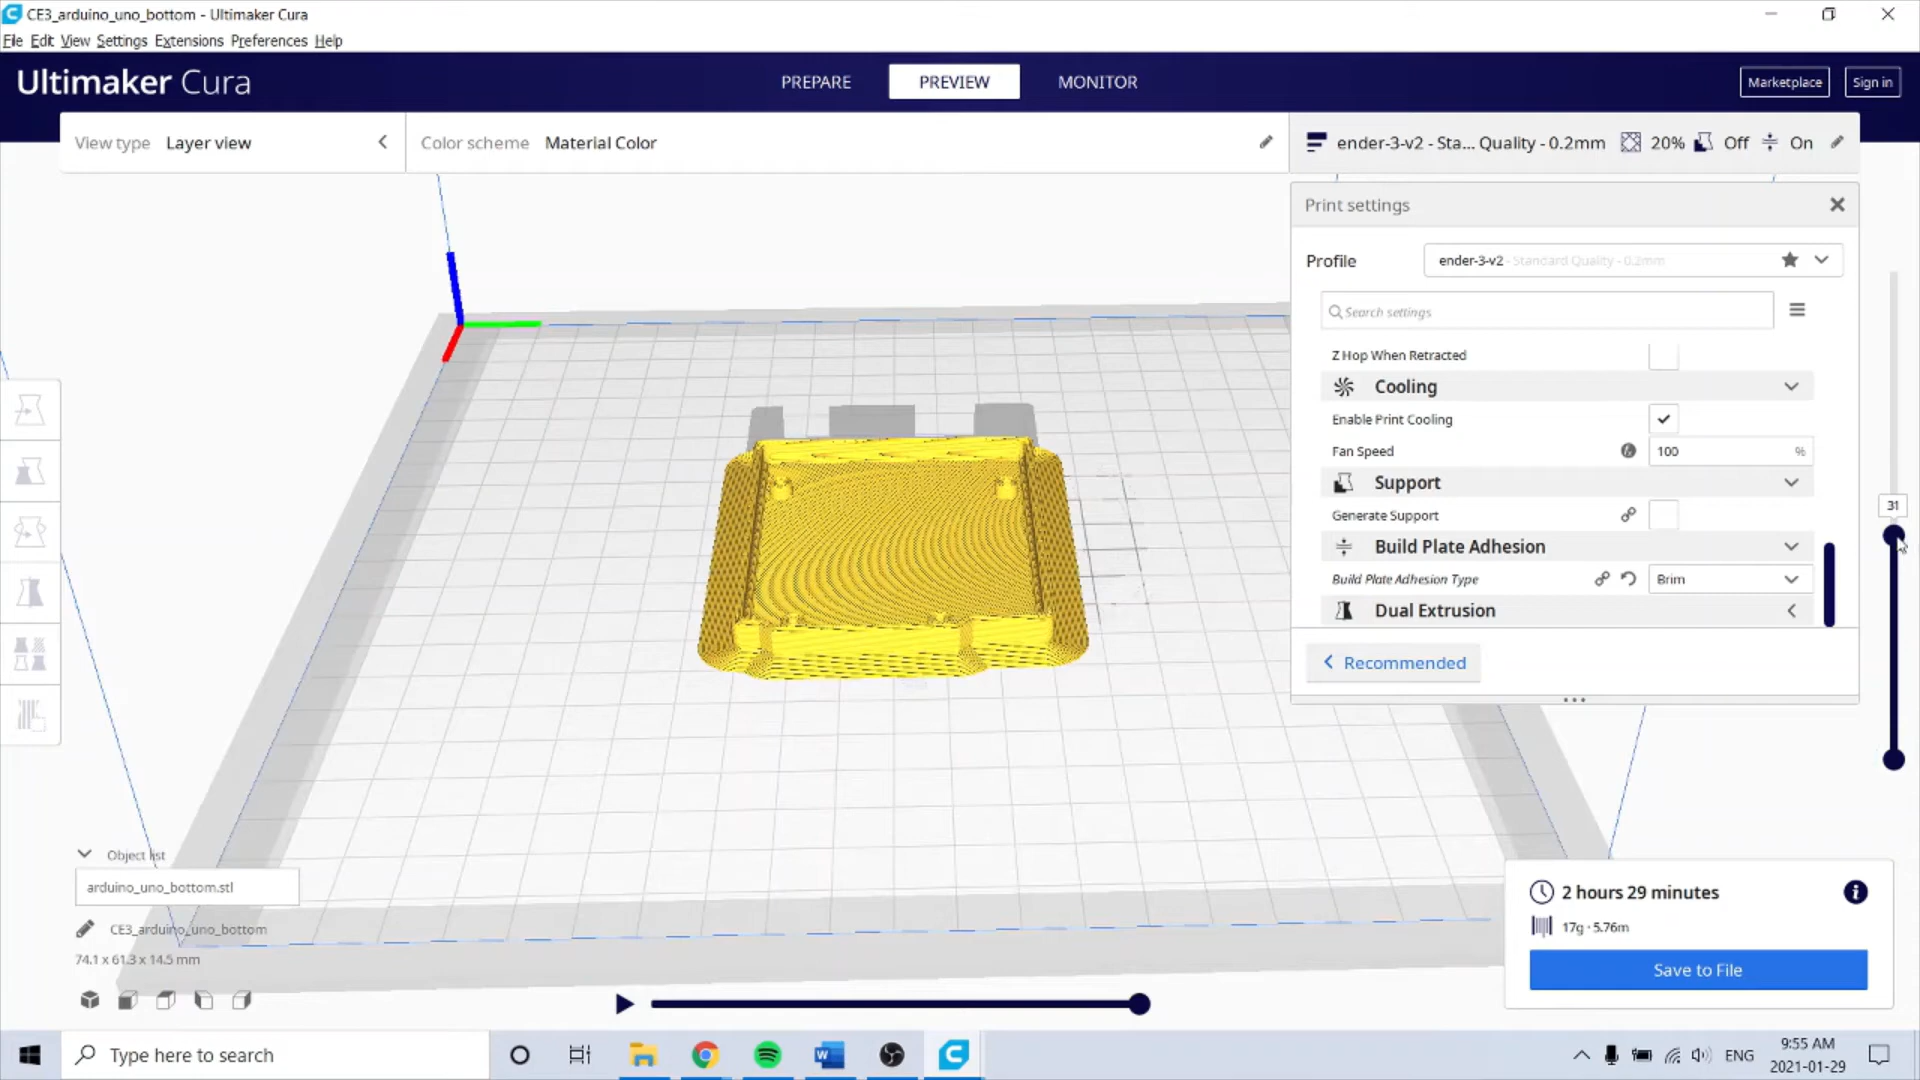 CE3_arduino_uno_bottom - Ultimaker Cura
File Edit View Settings Extensions Preferences Help
Ultimaker Cura
PREPARE
PREVIEW
MONITOR
Marketplace
Sign in
View type Layer view
Color scheme Material Color
ender-3-v2 - Sta... Quality - 0.2mm 20% Off On
Print settings
Profile ender-3-v2 - Standard Quality - 0.2mm
Search settings
Z Hop When Retracted
Cooling
Enable Print Cooling
Fan Speed 100 %
Support
Generate Support
31
Build Plate Adhesion
Build Plate Adhesion Type Brim
Dual Extrusion
Recommended
Object list
arduino_uno_bottom.stl
CE3_arduino_uno_bottom
74.1 x 61.3 x 14.5 mm
2 hours 29 minutes
17g · 5.76m
Save to File
Type here to search
ENG
9:55 AM
2021-01-29